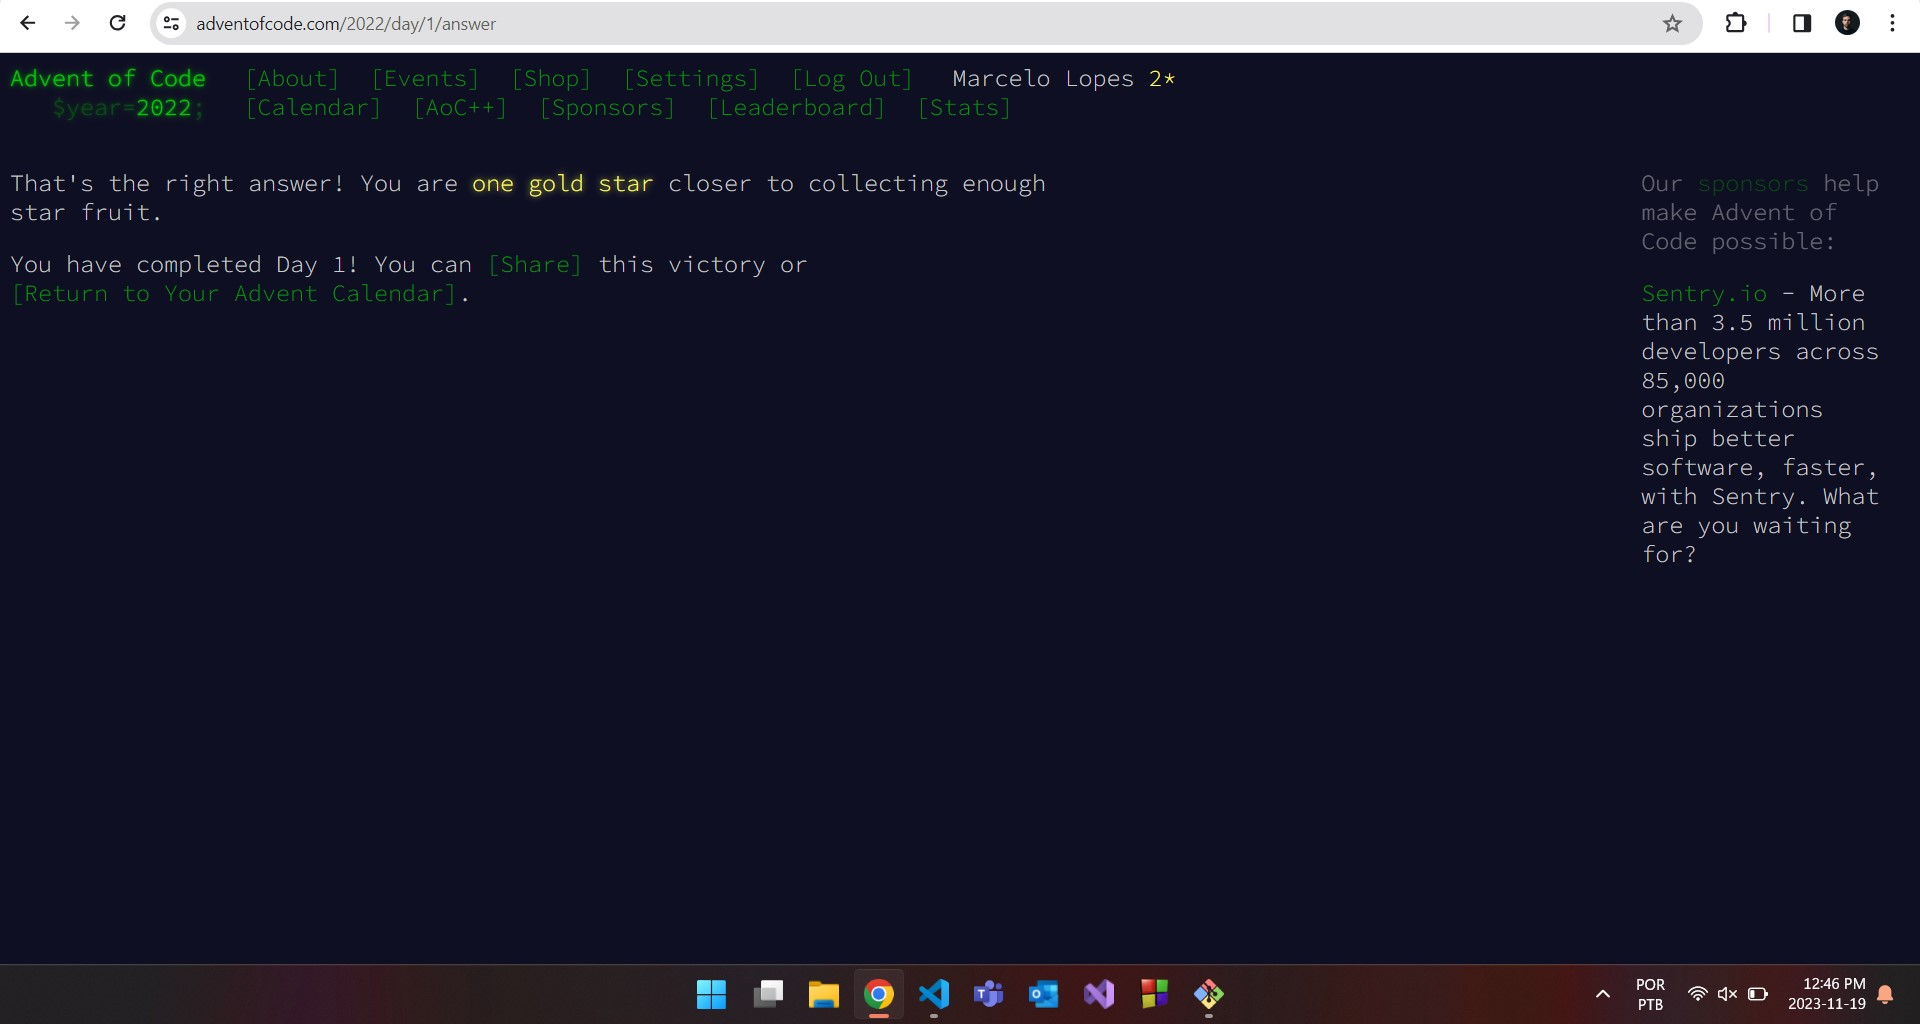 adventofcode.com/2022/day/1/answer
Advent of Code [About] [Events] [Shop] [Settings] [Log Out] Marcelo Lopes 2*
$year=2022; [Calendar] [AoC++] [Sponsors] [Leaderboard] [Stats]
That's the right answer! You are one gold star closer to collecting enough
star fruit.
You have completed Day 1! You can [Share] this victory or
[Return to Your Advent Calendar].
Our sponsors help
make Advent of
Code possible:
Sentry.io - More
than 3.5 million
developers across
85,000
organizations
ship better
software, faster,
with Sentry. What
are you waiting
for?
POR
PTB
12:46 PM
2023-11-19